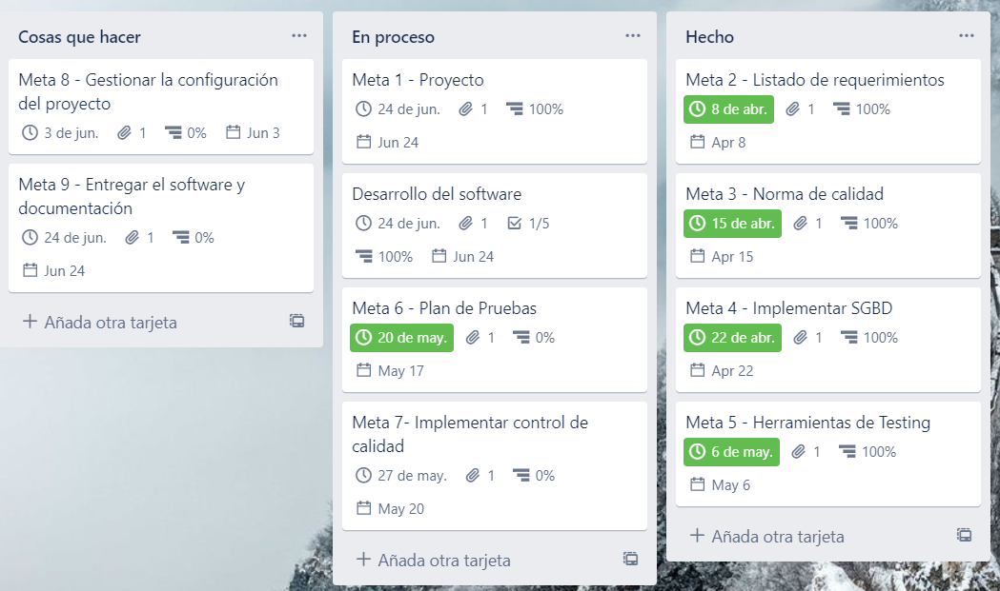 Cosas que hacer
Meta 8 - Gestionar la configuración
del proyecto
3 de jun. 1 0% Jun 3
Meta 9 - Entregar el software y
documentación
24 de jun. 1 0%
Jun 24
+ Añada otra tarjeta
En proceso
Meta 1 - Proyecto
24 de jun. 1 100%
Jun 24
Desarrollo del software
24 de jun. 1 1/5
100% Jun 24
Meta 6 - Plan de Pruebas
20 de may. 1 0%
May 17
Meta 7- Implementar control de
calidad
27 de may. 1 0%
May 20
+ Añada otra tarjeta
Hecho
Meta 2 - Listado de requerimientos
8 de abr. 1 100%
Apr 8
Meta 3 - Norma de calidad
15 de abr. 1 100%
Apr 15
Meta 4 - Implementar SGBD
22 de abr. 1 100%
Apr 22
Meta 5 - Herramientas de Testing
6 de may. 1 100%
May 6
+ Añada otra tarjeta